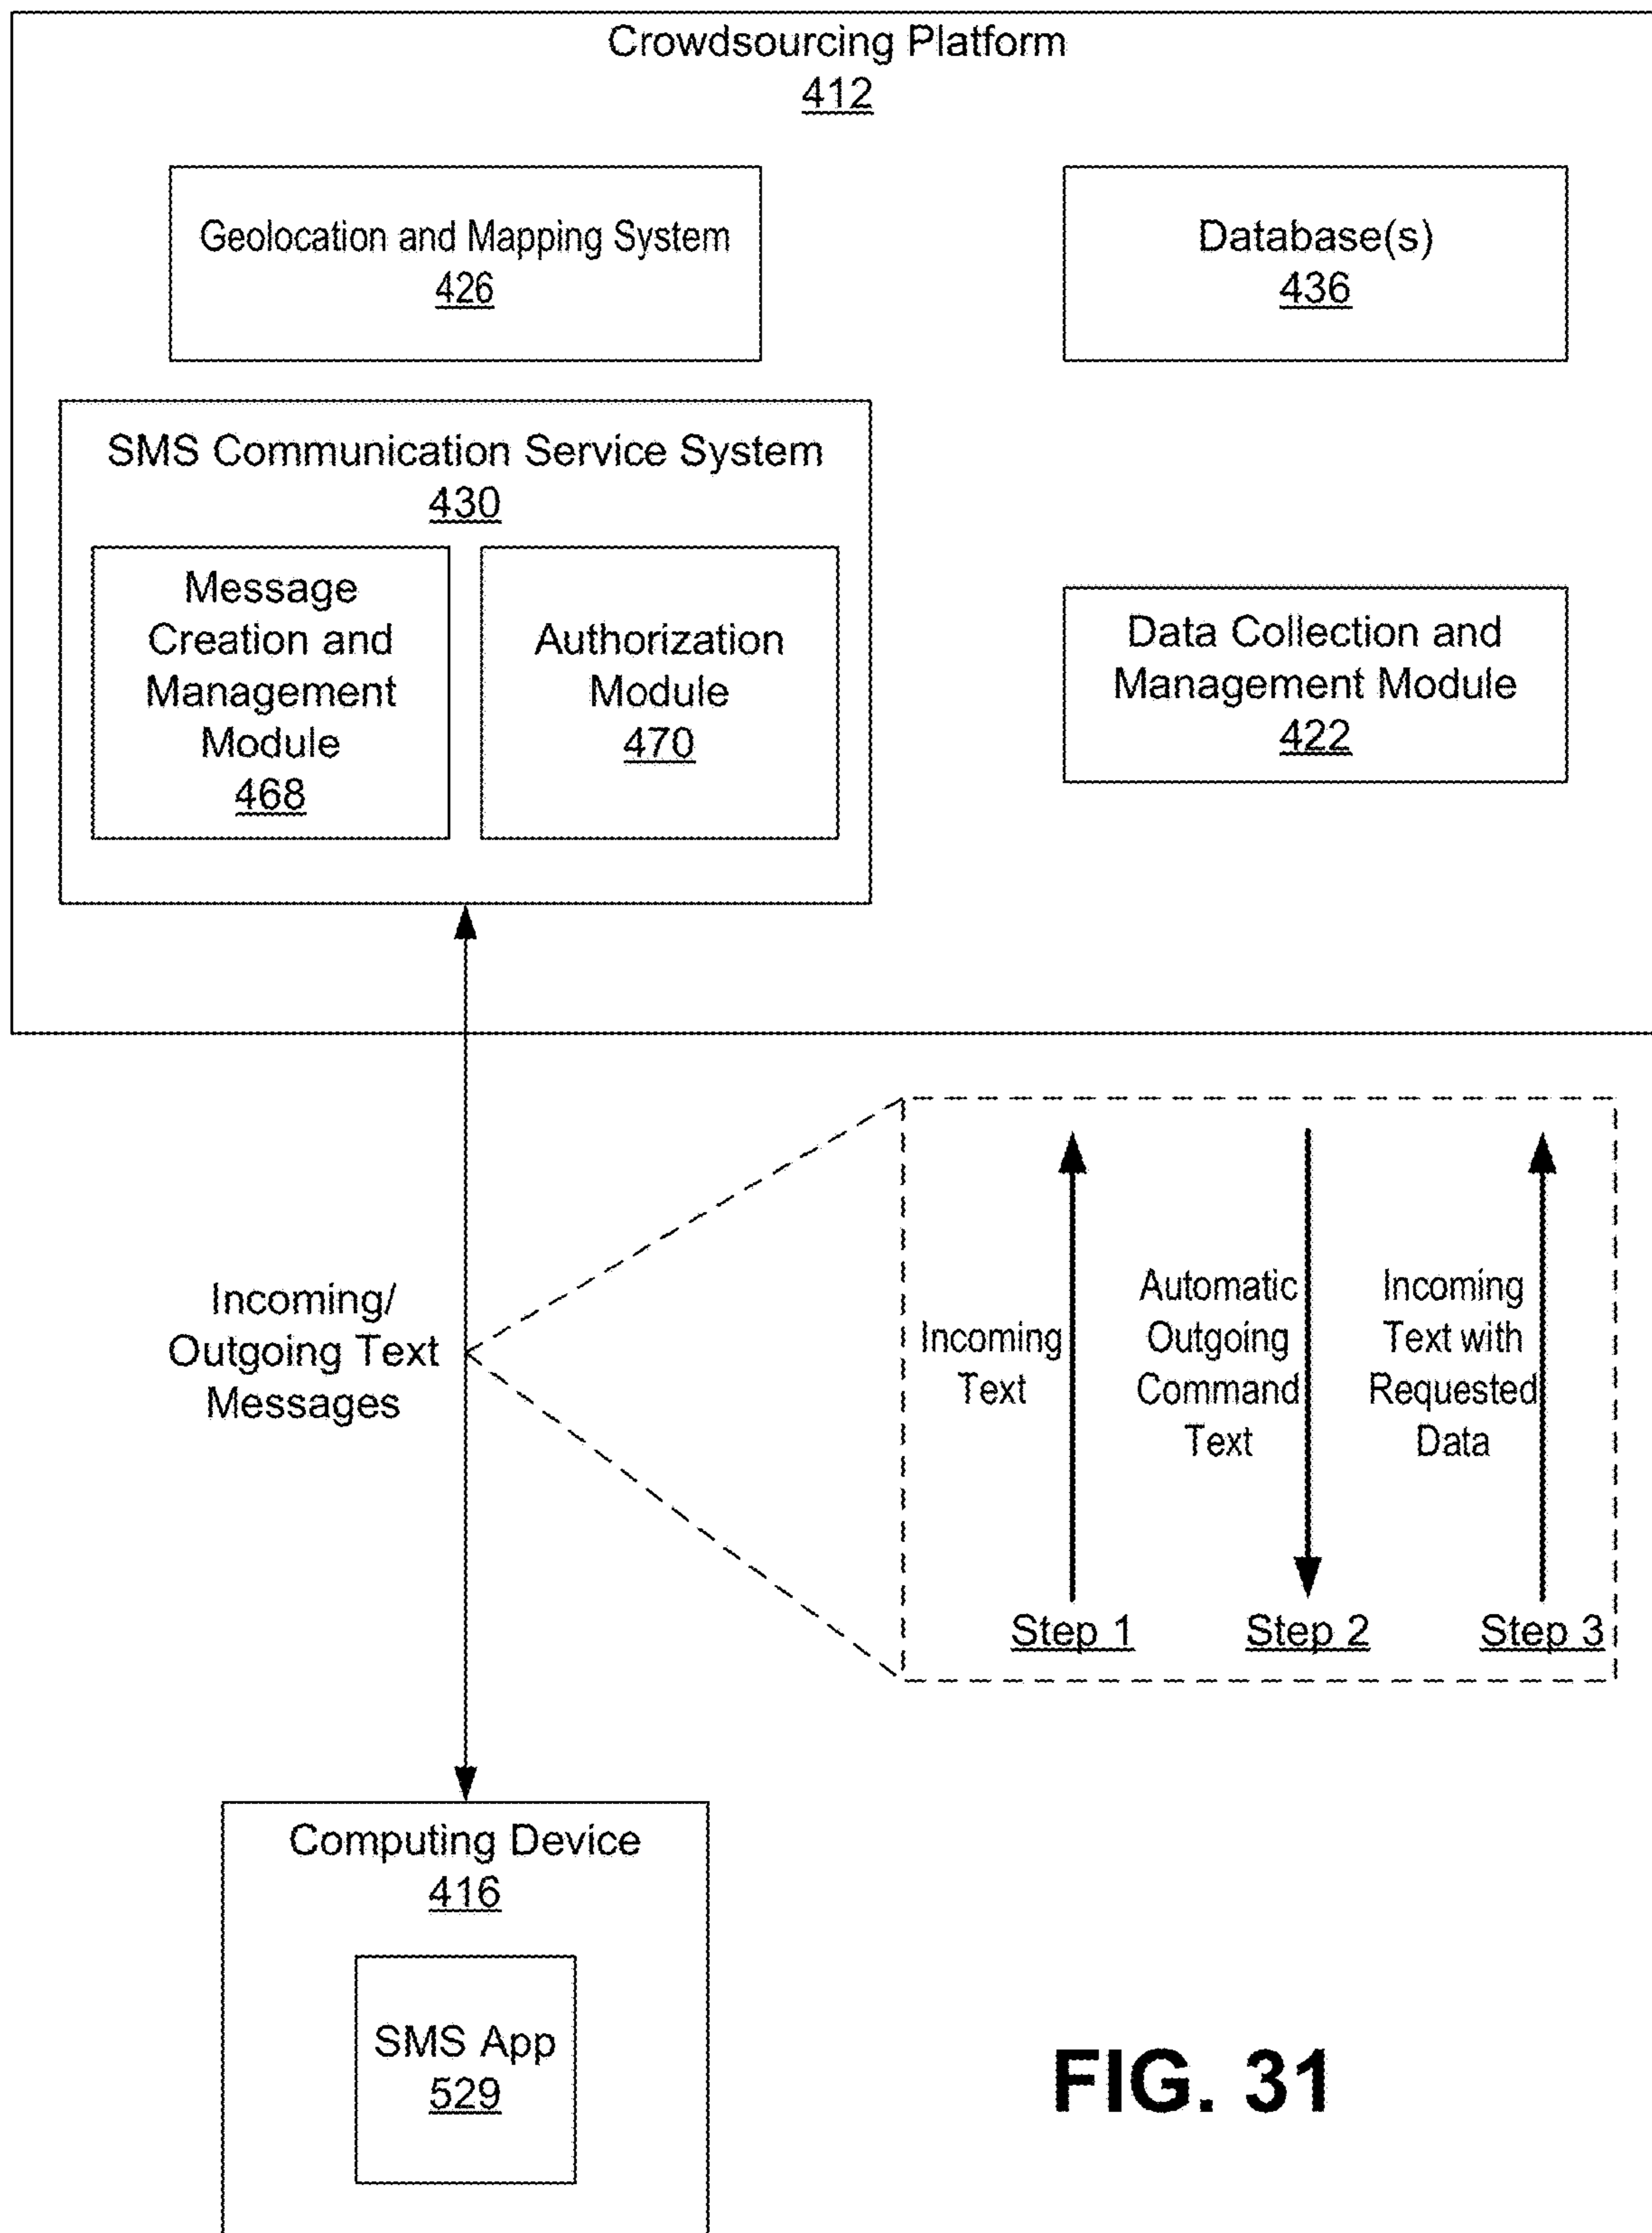 Crowdsourcing Platform
412
Geolocation and Mapping System
426
Database(s)
436
SMS Communication Service System
430
Message
Creation and
Management
Module
468
Authorization
Module
470
Data Collection and
Management Module
422
Incoming/
Outgoing Text
Messages
Incoming
Text
Step 1
Automatic
Outgoing
Command
Text
Step 2
Incoming
Text with
Requested
Data
Step 3
Computing Device
416
SMS App
529
FIG. 31